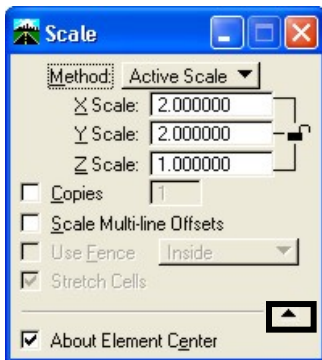 Scale
Method: Active Scale
X Scale: 2.000000
Y Scale: 2.000000
Z Scale: 1.000000
Copies 1
Scale Multi-line Offsets
Use Fence Inside
Stretch Cells
About Element Center